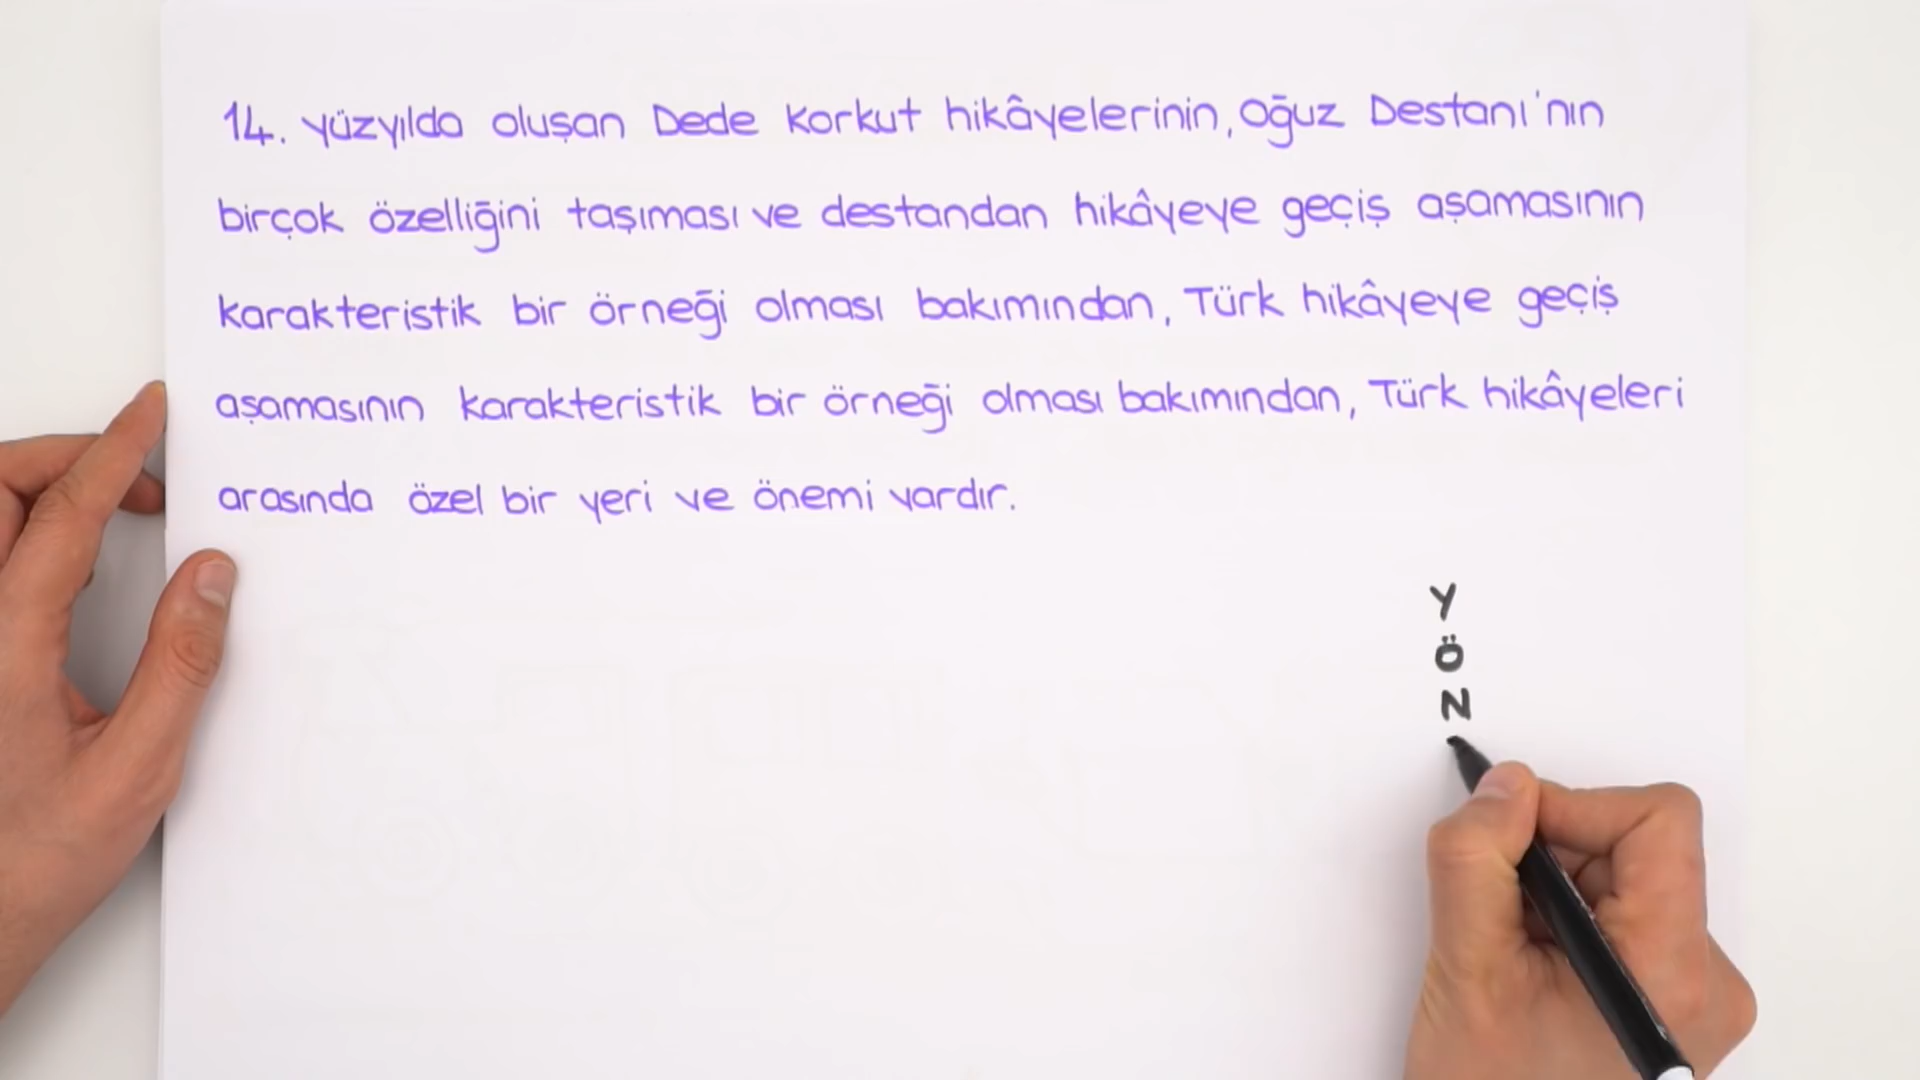 14. yüzyılda oluşan Dede Korkut hikâyelerinin, Oğuz Destanı'nın
birçok özelliğini taşıması ve destandan hikâyeye geçiş aşamasının
karakteristik bir örneği olması bakımından, Türk hikâyeye geçiş
aşamasının karakteristik bir örneği olması bakımından, Türk hikâyeleri
arasında özel bir yeri ve önemi vardır.
Y
Ö
N